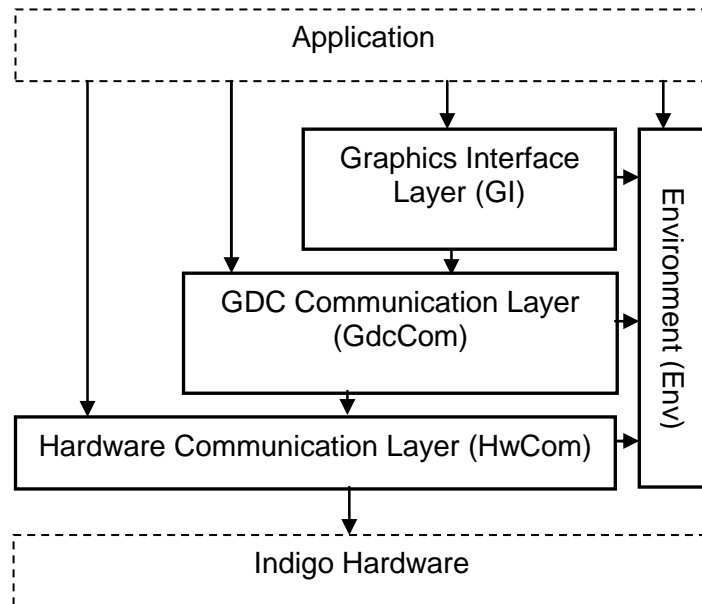 Application
Graphics Interface
Layer (GI)
Environment (Env)
GDC Communication Layer
(GdcCom)
Hardware Communication Layer (HwCom)
Indigo Hardware